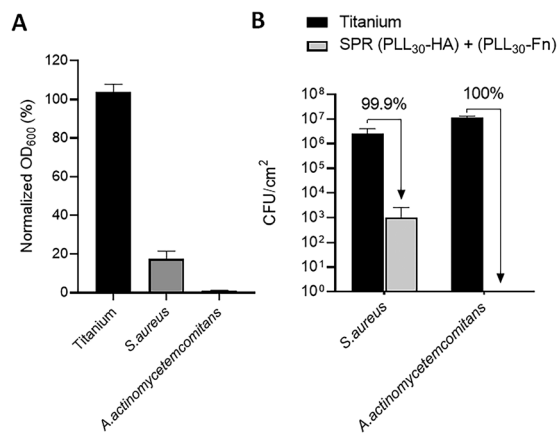 A
Normalized OD600 (%)
120
100
80
60
40
20
0
Titanium
S.aureus
A.actinomycetemcomitans
B
Titanium
SPR (PLL30-HA) + (PLL30-Fn)
CFU/cm2
108
107
106
105
104
103
102
101
100
99.9%
100%
S.aureus
A.actinomycetemcomitans